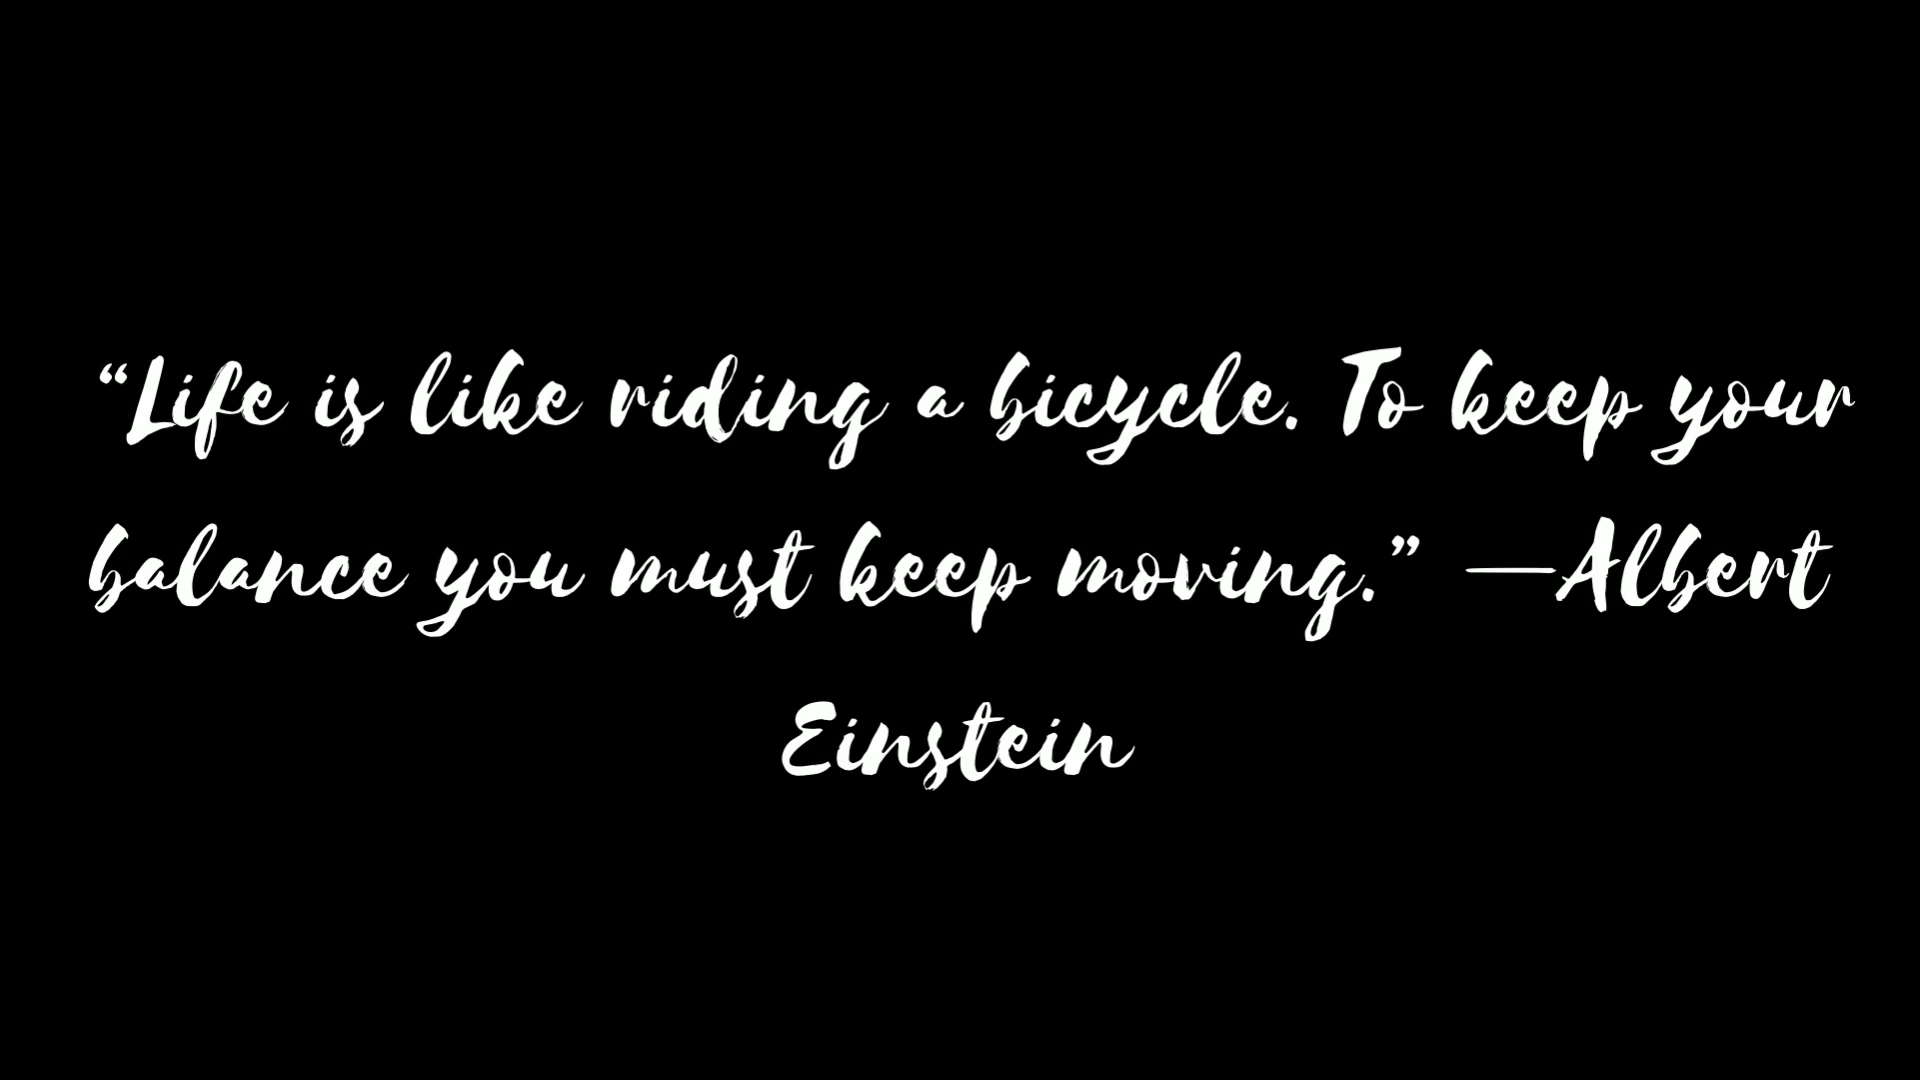 “Life is like riding a bicycle. To keep your
balance you must keep moving.” —Albert
Einstein